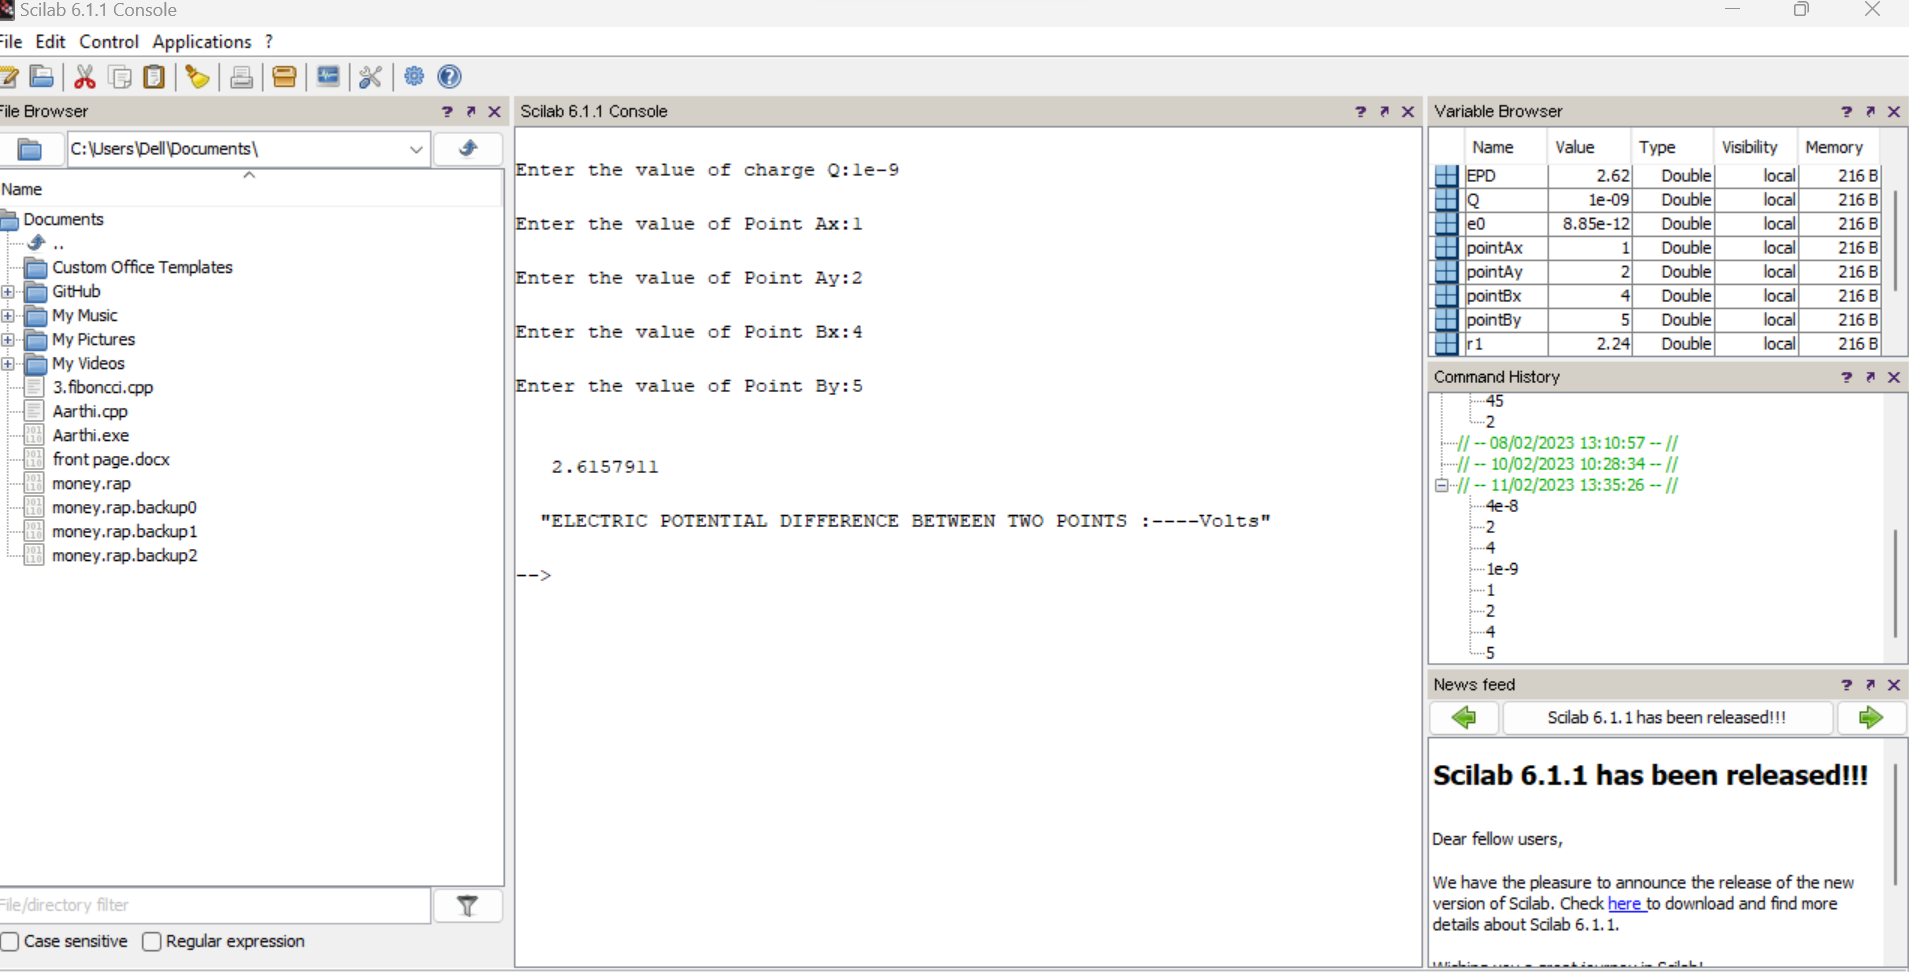 Scilab 6.1.1 Console
File Edit Control Applications ?
File Browser
C:\Users\Dell\Documents\
Name
Documents
..
Custom Office Templates
GitHub
My Music
My Pictures
My Videos
3.fiboncci.cpp
Aarthi.cpp
Aarthi.exe
front page.docx
money.rap
money.rap.backup0
money.rap.backup1
money.rap.backup2
File/directory filter
Case sensitive Regular expression
Scilab 6.1.1 Console
Enter the value of charge Q:1e-9
Enter the value of Point Ax:1
Enter the value of Point Ay:2
Enter the value of Point Bx:4
Enter the value of Point By:5
2.6157911
"ELECTRIC POTENTIAL DIFFERENCE BETWEEN TWO POINTS :----Volts"
-->
Variable Browser
Name Value Type Visibility Memory
EPD 2.62 Double local 216 B
Q 1e-09 Double local 216 B
e0 8.85e-12 Double local 216 B
pointAx 1 Double local 216 B
pointAy 2 Double local 216 B
pointBx 4 Double local 216 B
pointBy 5 Double local 216 B
r1 2.24 Double local 216 B
Command History
45
2
// -- 08/02/2023 13:10:57 -- //
// -- 10/02/2023 10:28:34 -- //
// -- 11/02/2023 13:35:26 -- //
4e-8
2
4
1e-9
1
2
4
5
News feed
Scilab 6.1.1 has been released!!!
Scilab 6.1.1 has been released!!!
Dear fellow users,
We have the pleasure to announce the release of the new
version of Scilab. Check here to download and find more
details about Scilab 6.1.1.